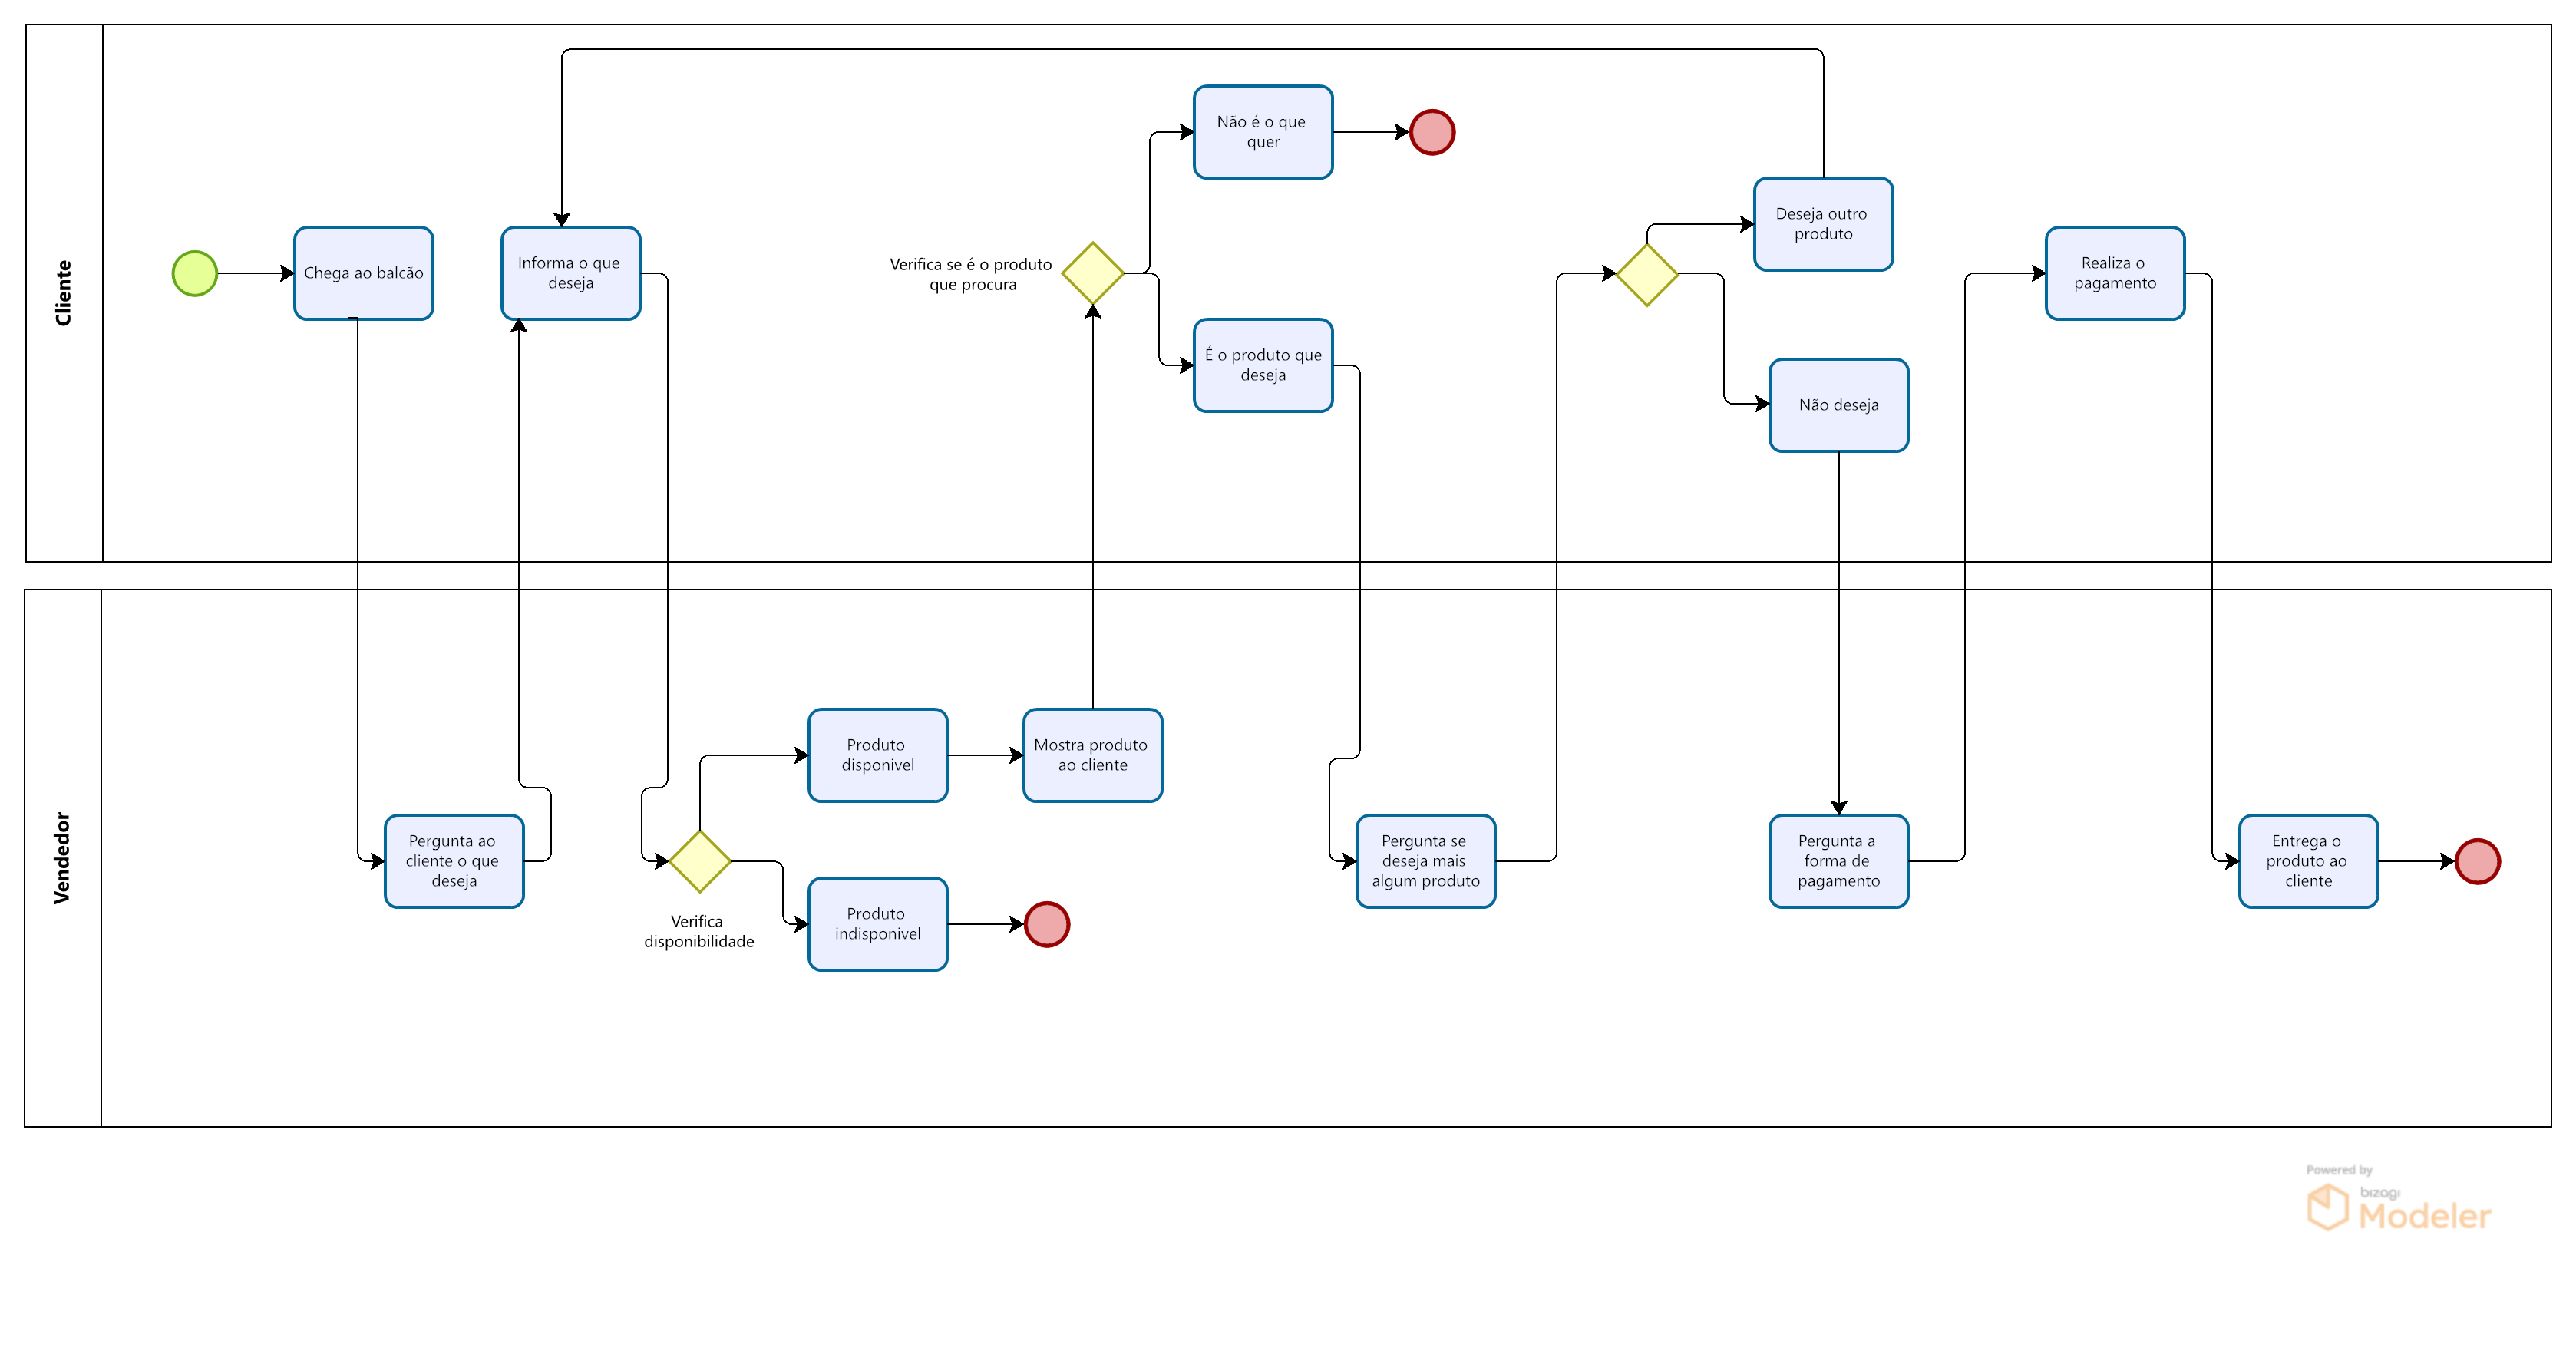 Cliente
Chega ao balcão
Informa o que
deseja
Verifica se é o produto
que procura
Não é o que
quer
É o produto que
deseja
Deseja outro
produto
Não deseja
Realiza o
pagamento
Vendedor
Pergunta ao
cliente o que
deseja
Verifica
disponibilidade
Produto
disponivel
Produto
indisponivel
Mostra produto
ao cliente
Pergunta se
deseja mais
algum produto
Pergunta a
forma de
pagamento
Entrega o
produto ao
cliente
Powered by
bizagi
Modeler